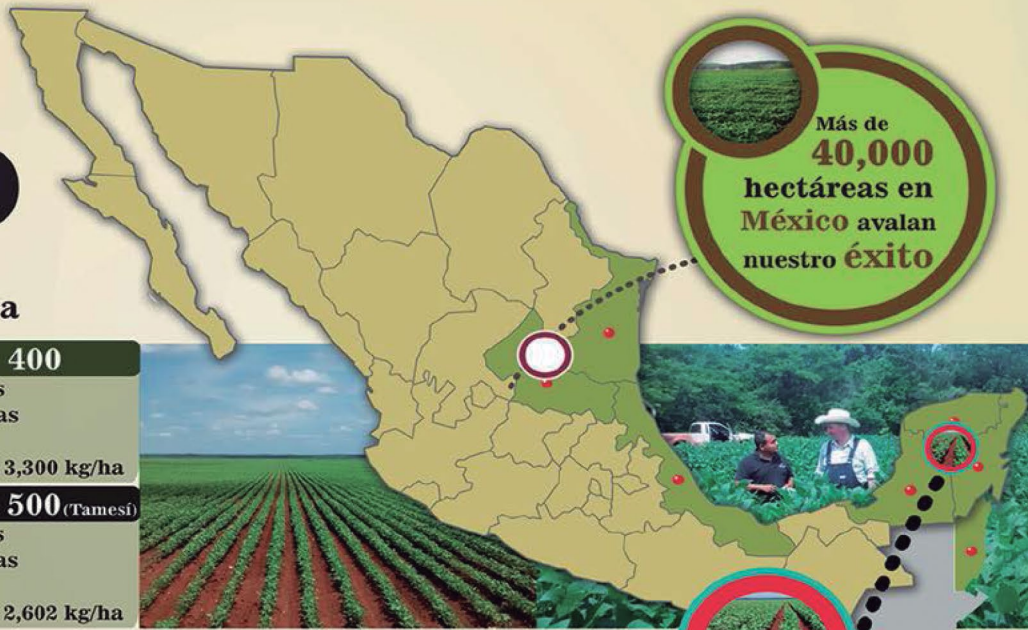 Más de
40,000
hectáreas en
México avalan
nuestro éxito
a
400
s
as
3,300 kg/ha
500 (Tamesí)
s
as
2,602 kg/ha